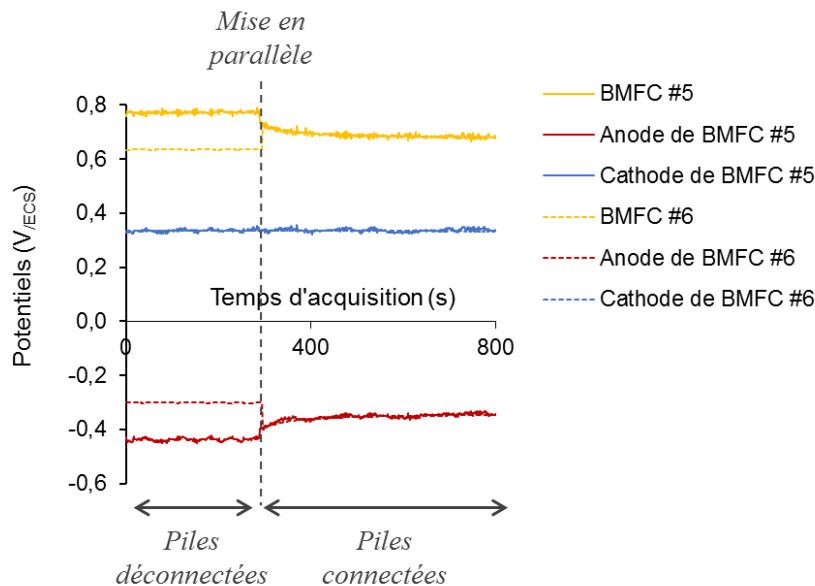 Mise en
parallèle
Potentiels (V/ECS)
0,8
0,6
0,4
0,2
0,0
-0,2
-0,4
-0,6
Temps d'acquisition (s)
0
400
800
BMFC #5
Anode de BMFC #5
Cathode de BMFC #5
BMFC #6
Anode de BMFC #6
Cathode de BMFC #6
Piles
déconnectées
Piles
connectées